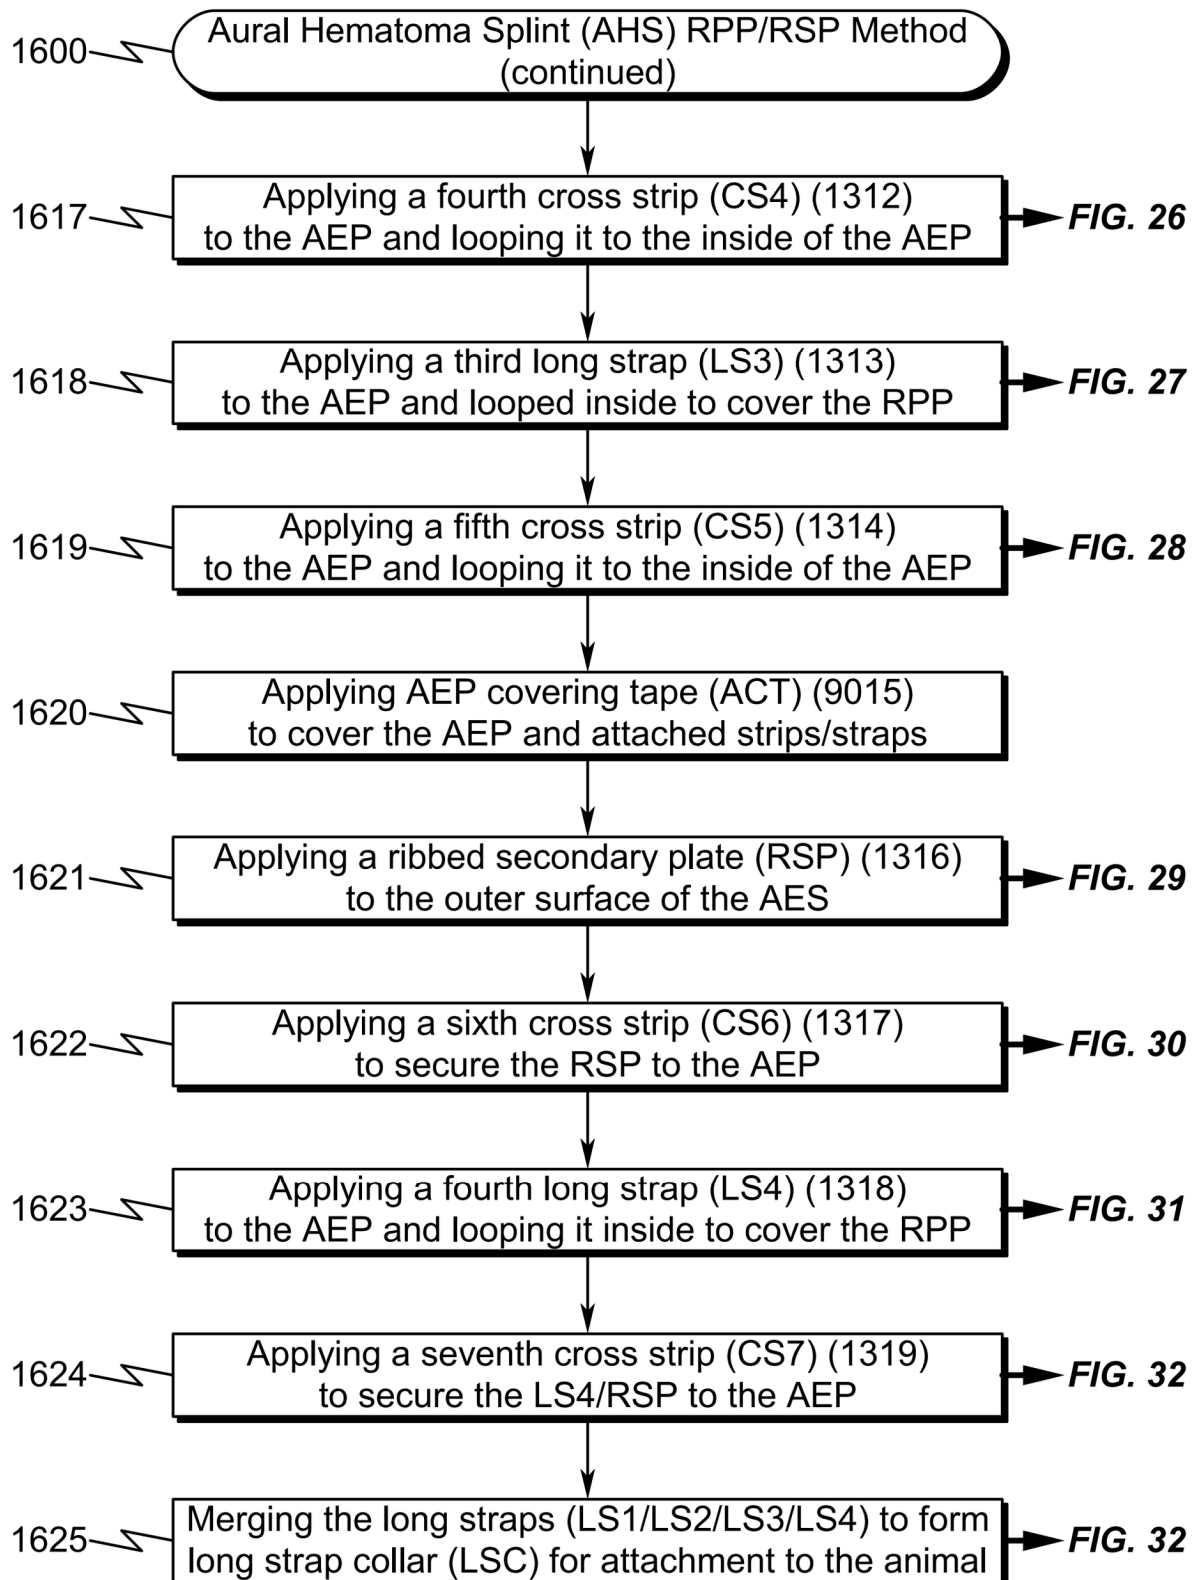 1600
Aural Hematoma Splint (AHS) RPP/RSP Method
(continued)
1617
Applying a fourth cross strip (CS4) (1312)
to the AEP and looping it to the inside of the AEP
FIG. 26
1618
Applying a third long strap (LS3) (1313)
to the AEP and looped inside to cover the RPP
FIG. 27
1619
Applying a fifth cross strip (CS5) (1314)
to the AEP and looping it to the inside of the AEP
FIG. 28
1620
Applying AEP covering tape (ACT) (9015)
to cover the AEP and attached strips/straps
1621
Applying a ribbed secondary plate (RSP) (1316)
to the outer surface of the AES
FIG. 29
1622
Applying a sixth cross strip (CS6) (1317)
to secure the RSP to the AEP
FIG. 30
1623
Applying a fourth long strap (LS4) (1318)
to the AEP and looping it inside to cover the RPP
FIG. 31
1624
Applying a seventh cross strip (CS7) (1319)
to secure the LS4/RSP to the AEP
FIG. 32
1625
Merging the long straps (LS1/LS2/LS3/LS4) to form
long strap collar (LSC) for attachment to the animal
FIG. 32